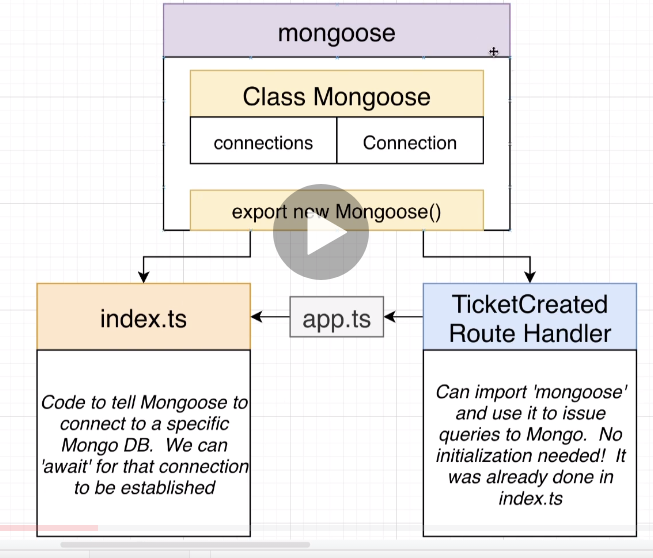 mongoose
Class Mongoose
connections
Connection
export new Mongoose()
index.ts
app.ts
TicketCreated
Route Handler
Code to tell Mongoose to
connect to a specific
Mongo DB.  We can
'await' for that connection
to be established
Can import 'mongoose'
and use it to issue
queries to Mongo.  No
initialization needed!  It
was already done in
index.ts